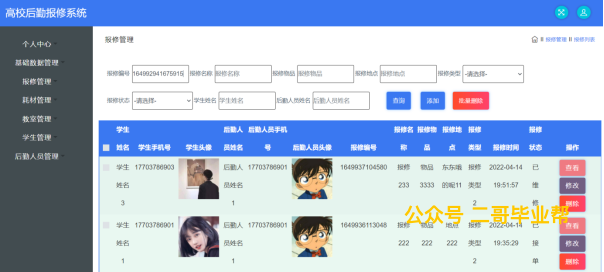 高校后勤报修系统
个人中心
基础数据管理
报修管理
耗材管理
教室管理
学生管理
后勤人员管理
报修管理
报修管理 报修列表
报修编号 164992941675915 报修名称 报修名称 报修物品 报修物品 报修地点 报修地点 报修类型 -请选择-
报修状态 -请选择- 学生姓名 学生姓名 后勤人员姓名 后勤人员姓名 查询 添加 批量删除
学生姓名 学生手机号 学生头像 后勤人员姓名 后勤人员手机号 后勤人员头像 报修编号 报修名称 报修物品 报修地点 报修类型 报修时间 报修状态 操作
学生姓名3 17703786903 后勤人员姓名1 17703786901 1649937104580 报修233 物品3333 东东哦的呢11 报修类型2 2022-04-14 19:51:57 已维修 查看 修改 删除
学生姓名1 17703786901 后勤人员姓名1 17703786901 1649936113048 报修222 物品222 地点222 报修类型2 2022-04-14 19:35:29 已接单 查看 修改 删除
公众号 二哥毕业帮